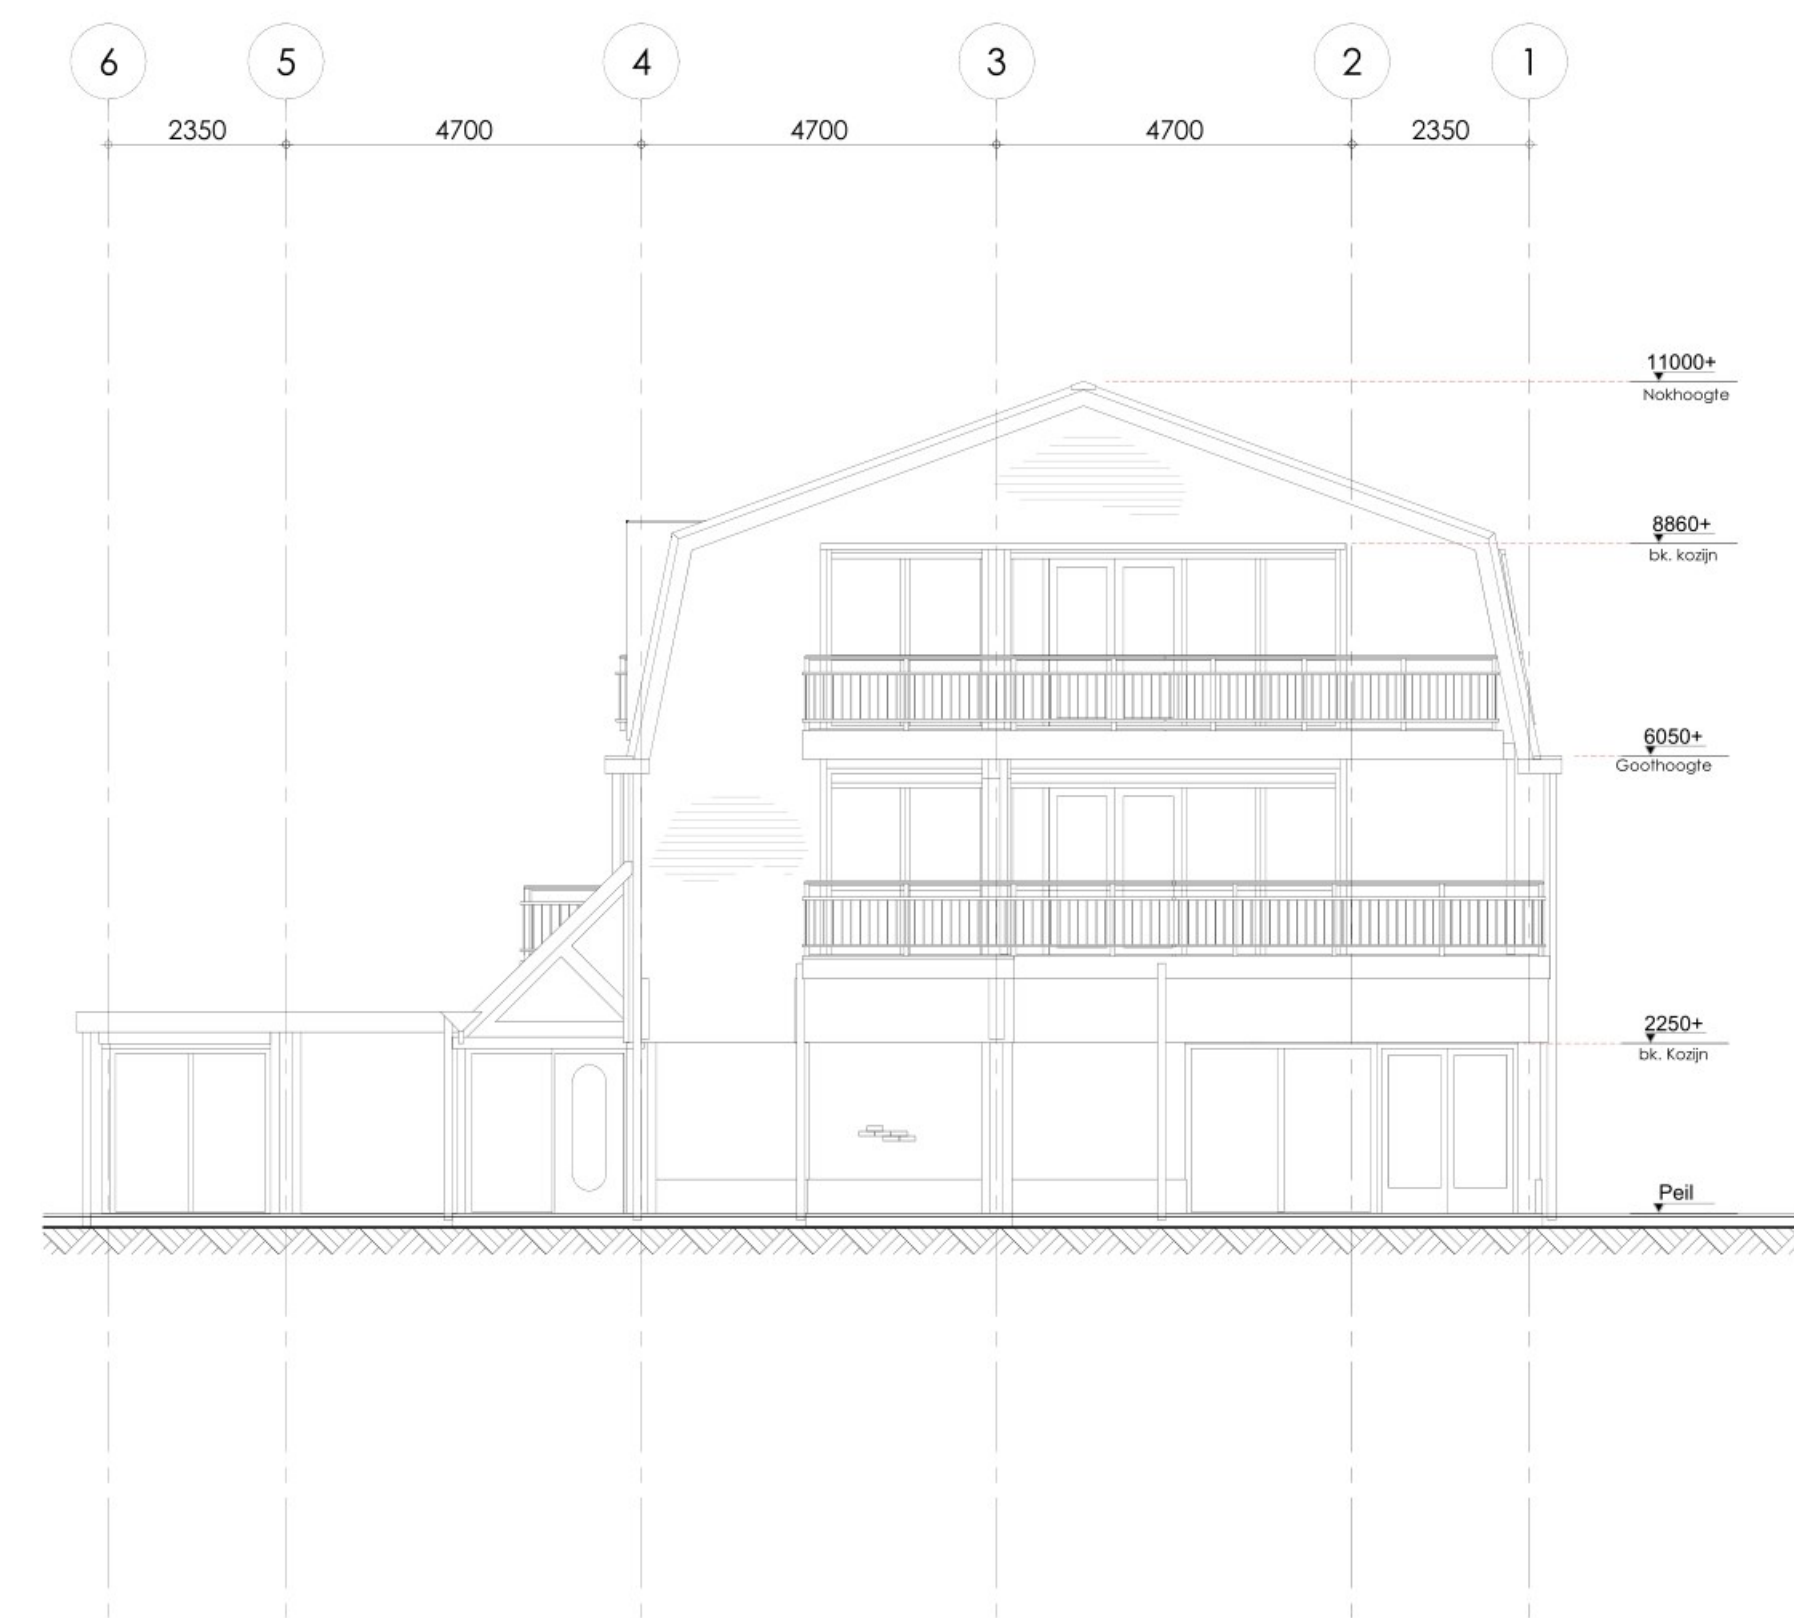 6 5 4 3 2 1
2350 4700 4700 4700 2350
11000+
Nokhoogte
8860+
bk. kozijn
6050+
Goothoogte
2250+
bk. Kozijn
Peil